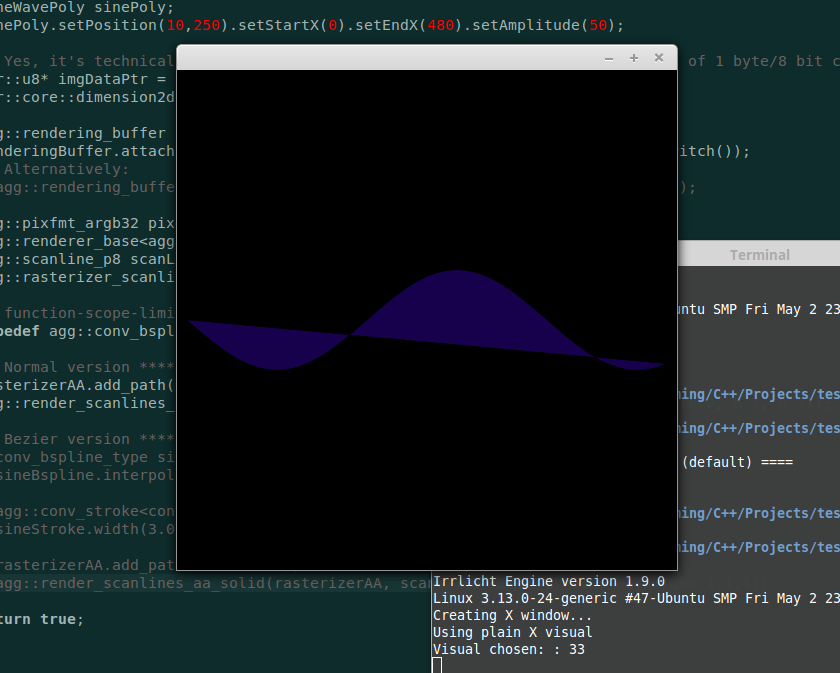 neWavePoly sinePoly;
nePoly.setPosition(10,250).setStartX(0).setEndX(480).setAmplitude(50);
Yes, it's technical
of 1 byte/8 bit c
r::u8* imgDataPtr =
r::core::dimension2d
g::rendering_buffer
nderingBuffer.attach
itch());
Alternatively:
agg::rendering_buffe
);
g::pixfmt_argb32 pix
g::renderer_base<agg
g::scanline_p8 scanL
g::rasterizer_scanli
function-scope-limi
pedef agg::conv_bspl
Normal version ****
sterizerAA.add_path(
g::render_scanlines_
Bezier version ****
conv_bspline_type si
sineBspline.interpol
agg::conv_stroke<con
sineStroke.width(3.0
rasterizerAA.add_pat
agg::render_scanlines_aa_solid(rasterizerAA, scan
turn true;
Terminal
untu SMP Fri May 2 23
ing/C++/Projects/tes
ing/C++/Projects/tes
(default) ====
ing/C++/Projects/tes
ing/C++/Projects/tes
Irrlicht Engine version 1.9.0
Linux 3.13.0-24-generic #47-Ubuntu SMP Fri May 2 23
Creating X window...
Using plain X visual
Visual chosen: : 33